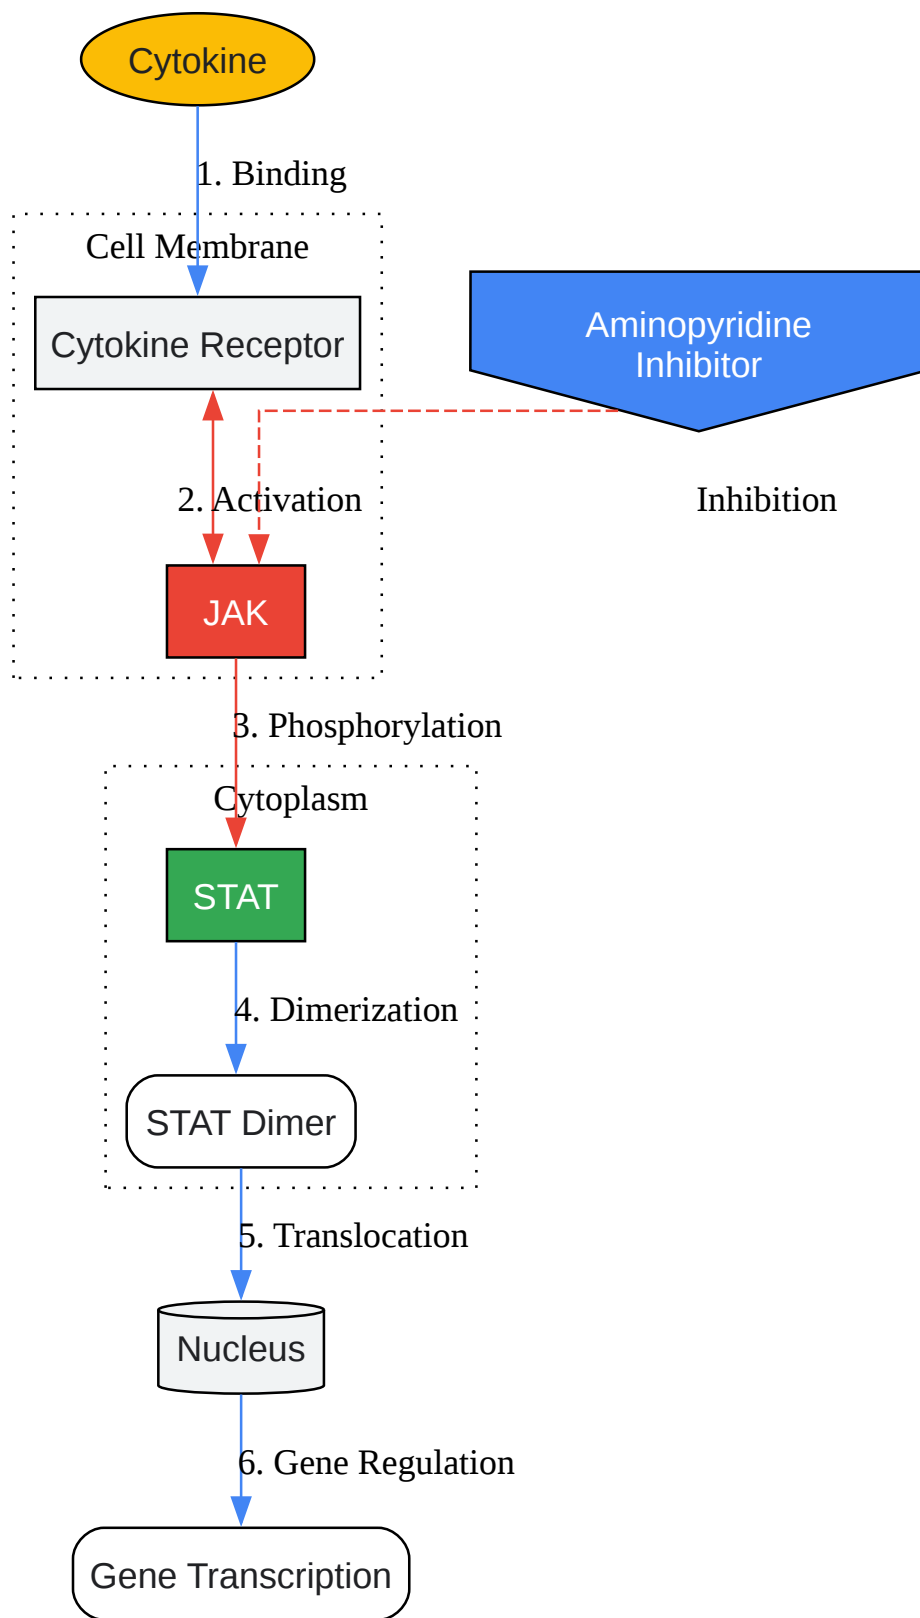 Cytokine
1. Binding
Cell Membrane
Cytokine Receptor
Aminopyridine
Inhibitor
2. Activation
Inhibition
JAK
3. Phosphorylation
Cytoplasm
STAT
4. Dimerization
STAT Dimer
5. Translocation
Nucleus
6. Gene Regulation
Gene Transcription